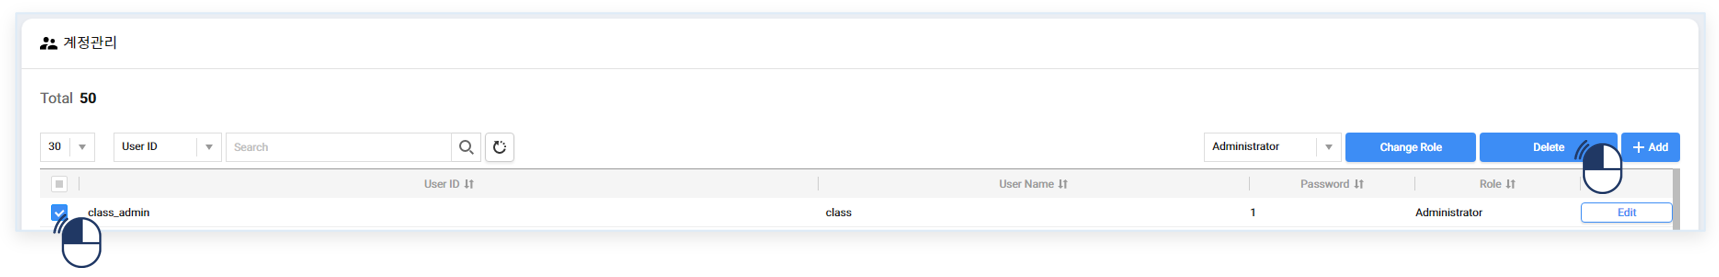 계정관리
Total 50
30 User ID Search Administrator Change Role Delete + Add
User ID User Name Password Role
class_admin class 1 Administrator Edit